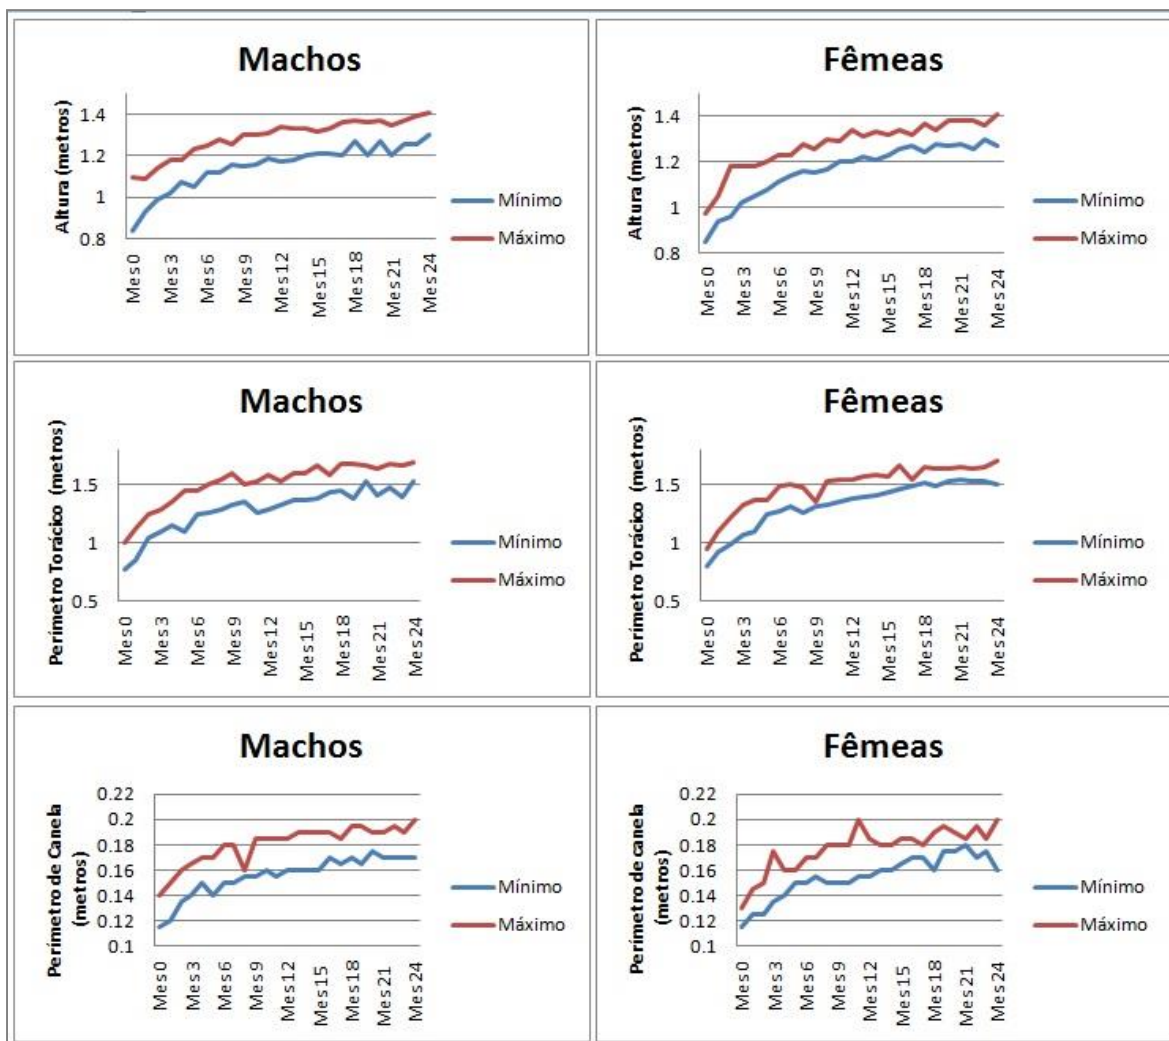 Machos
Altura (metros)
1.4
1.2
1
0.8
Mes0
Mes3
Mes6
Mes9
Mes12
Mes15
Mes18
Mes21
Mes24
Mínimo
Máximo
Fêmeas
Altura (metros)
1.4
1.2
1
0.8
Mes0
Mes3
Mes6
Mes9
Mes12
Mes15
Mes18
Mes21
Mes24
Mínimo
Máximo
Machos
Perímetro Torácico (metros)
1.5
1
0.5
Mes0
Mes3
Mes6
Mes9
Mes12
Mes15
Mes18
Mes21
Mes24
Mínimo
Máximo
Fêmeas
Perímetro Torácico (metros)
1.5
1
0.5
Mes0
Mes3
Mes6
Mes9
Mes12
Mes15
Mes18
Mes21
Mes24
Mínimo
Máximo
Machos
Perímetro de Canela
(metros)
0.22
0.2
0.18
0.16
0.14
0.12
0.1
Mes0
Mes3
Mes6
Mes9
Mes12
Mes15
Mes18
Mes21
Mes24
Mínimo
Máximo
Fêmeas
Perímetro de canela
(metros)
0.22
0.2
0.18
0.16
0.14
0.12
0.1
Mes0
Mes3
Mes6
Mes9
Mes12
Mes15
Mes18
Mes21
Mes24
Mínimo
Máximo